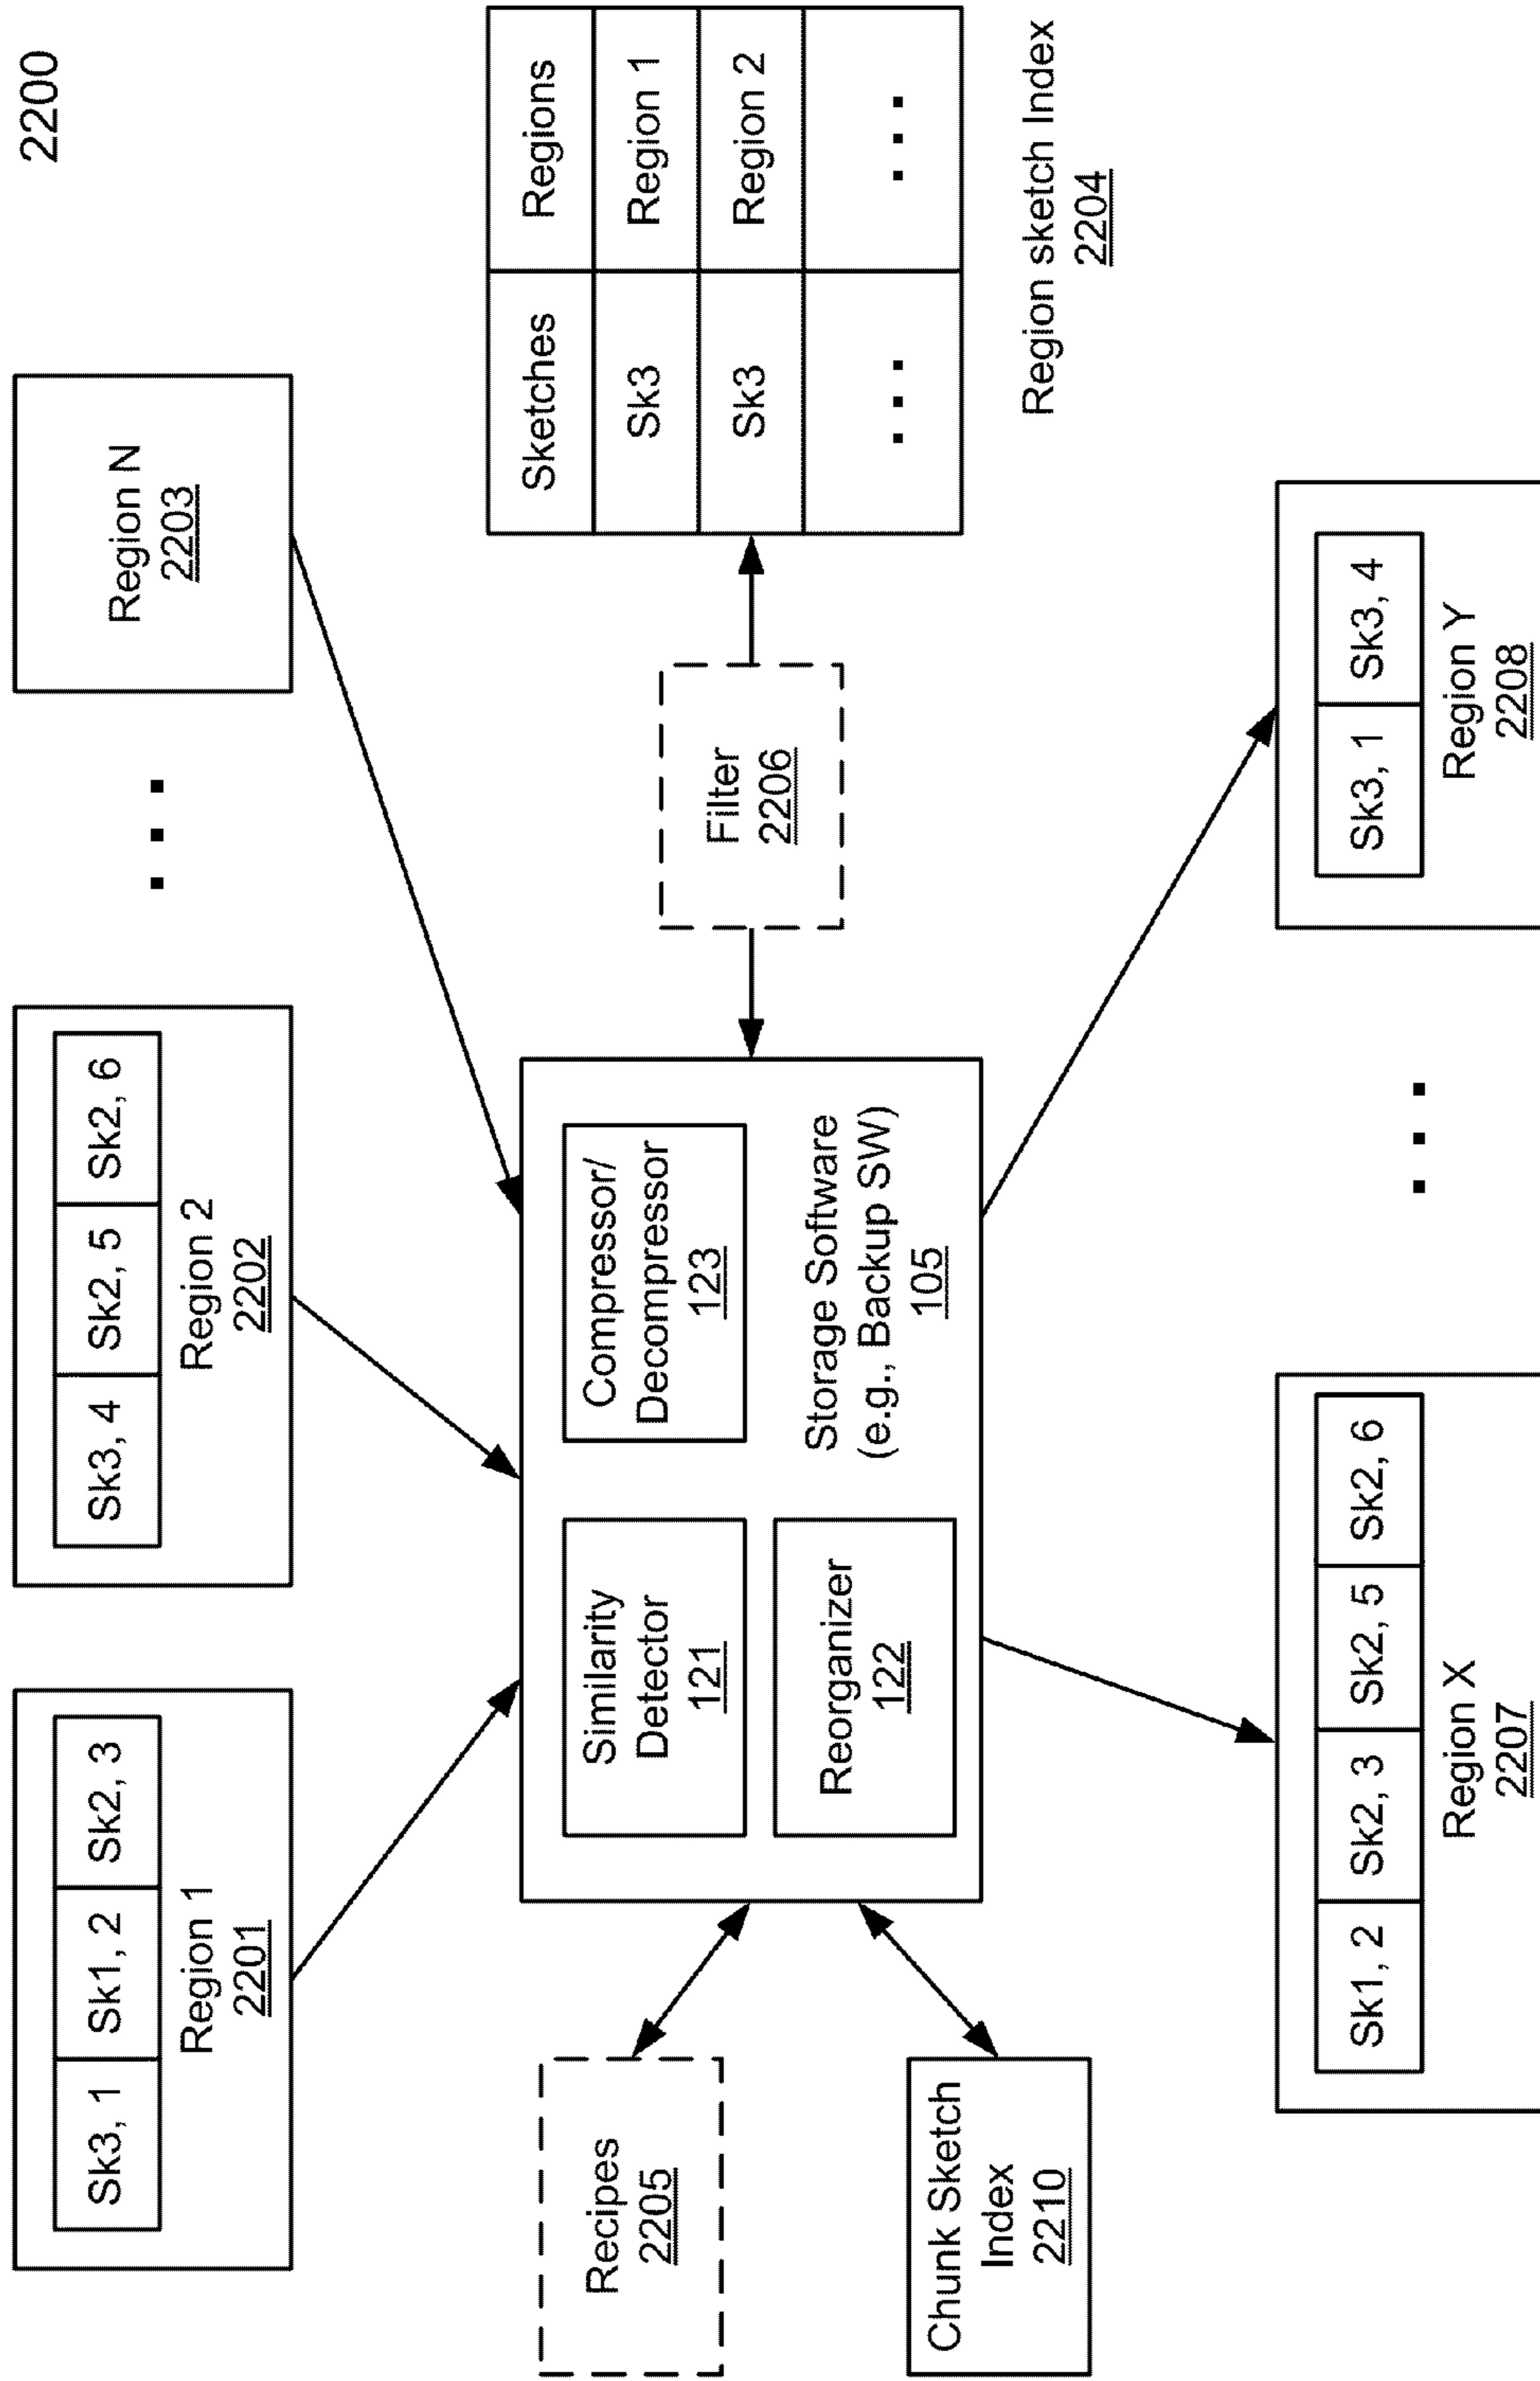 2200
Sk3, 1
Sk1, 2
Sk2, 3
Region 1
2201
Sk3, 4
Sk2, 5
Sk2, 6
Region 2
2202
. . .
Region N
2203
Recipes
2205
Chunk Sketch
Index
2210
Similarity
Detector
121
Reorganizer
122
Compressor/
Decompressor
123
Storage Software
(e.g., Backup SW)
105
Filter
2206
Sketches
Regions
Sk3
Region 1
Sk3
Region 2
. . .
. . .
Region sketch Index
2204
Sk1, 2
Sk2, 3
Sk2, 5
Sk2, 6
Region X
2207
. . .
Sk3, 1
Sk3, 4
Region Y
2208